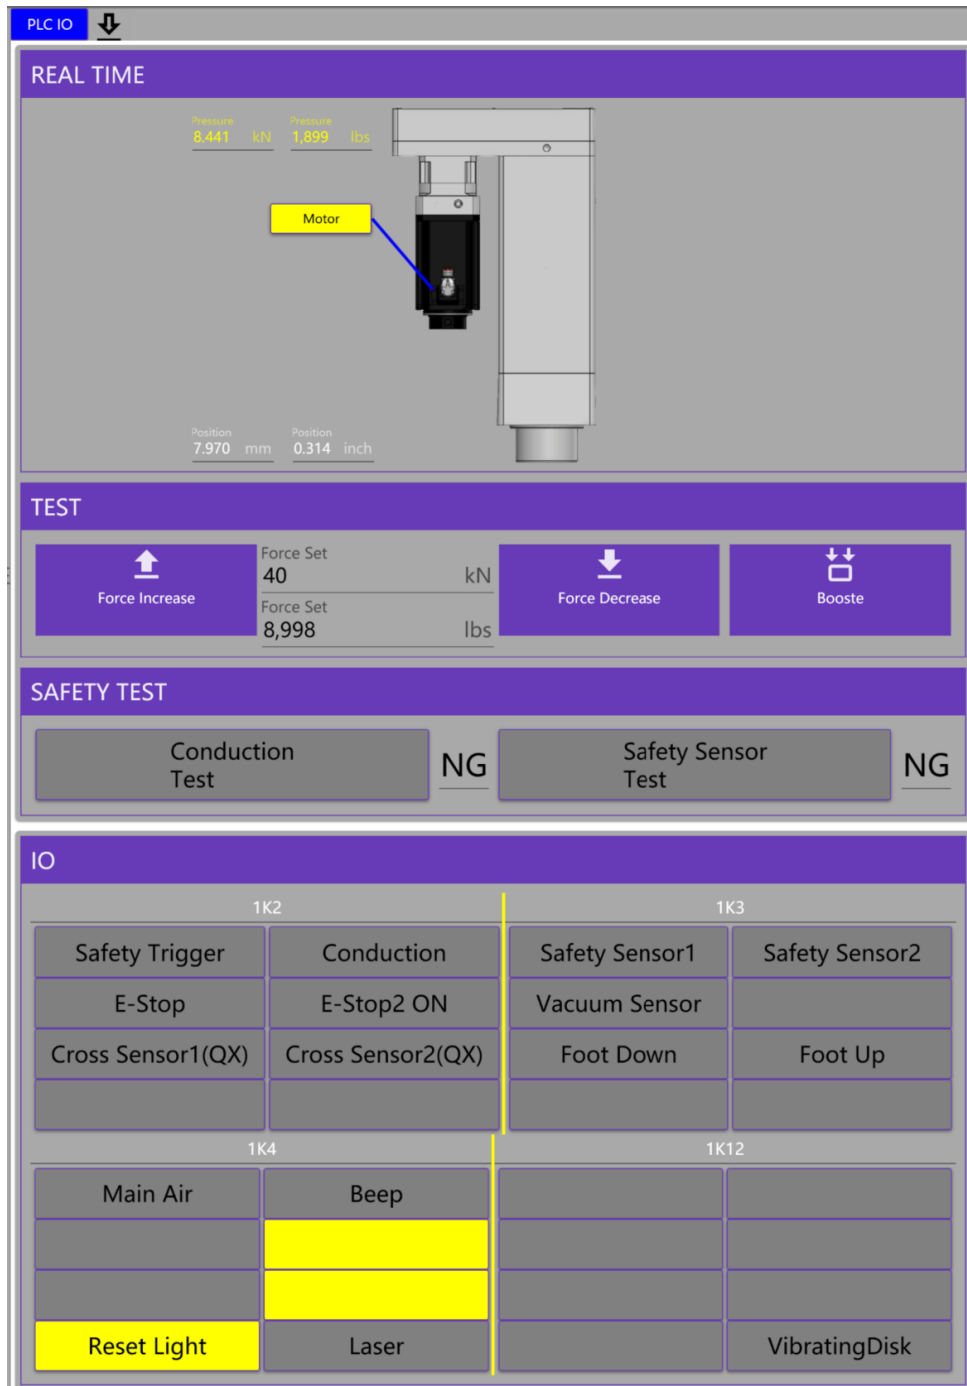 PLC IO
REAL TIME
Pressure Pressure
8.441 kN 1,899 lbs
Motor
Position Position
7.970 mm 0.314 inch
TEST
Force Increase
Force Set
40 kN
Force Set
8,998 lbs
Force Decrease
Booste
SAFETY TEST
Conduction
Test
NG
Safety Sensor
Test
NG
IO
1K2 1K3
Safety Trigger Conduction Safety Sensor1 Safety Sensor2
E-Stop E-Stop2 ON Vacuum Sensor
Cross Sensor1(QX) Cross Sensor2(QX) Foot Down Foot Up
1K4 1K12
Main Air Beep
Reset Light Laser VibratingDisk